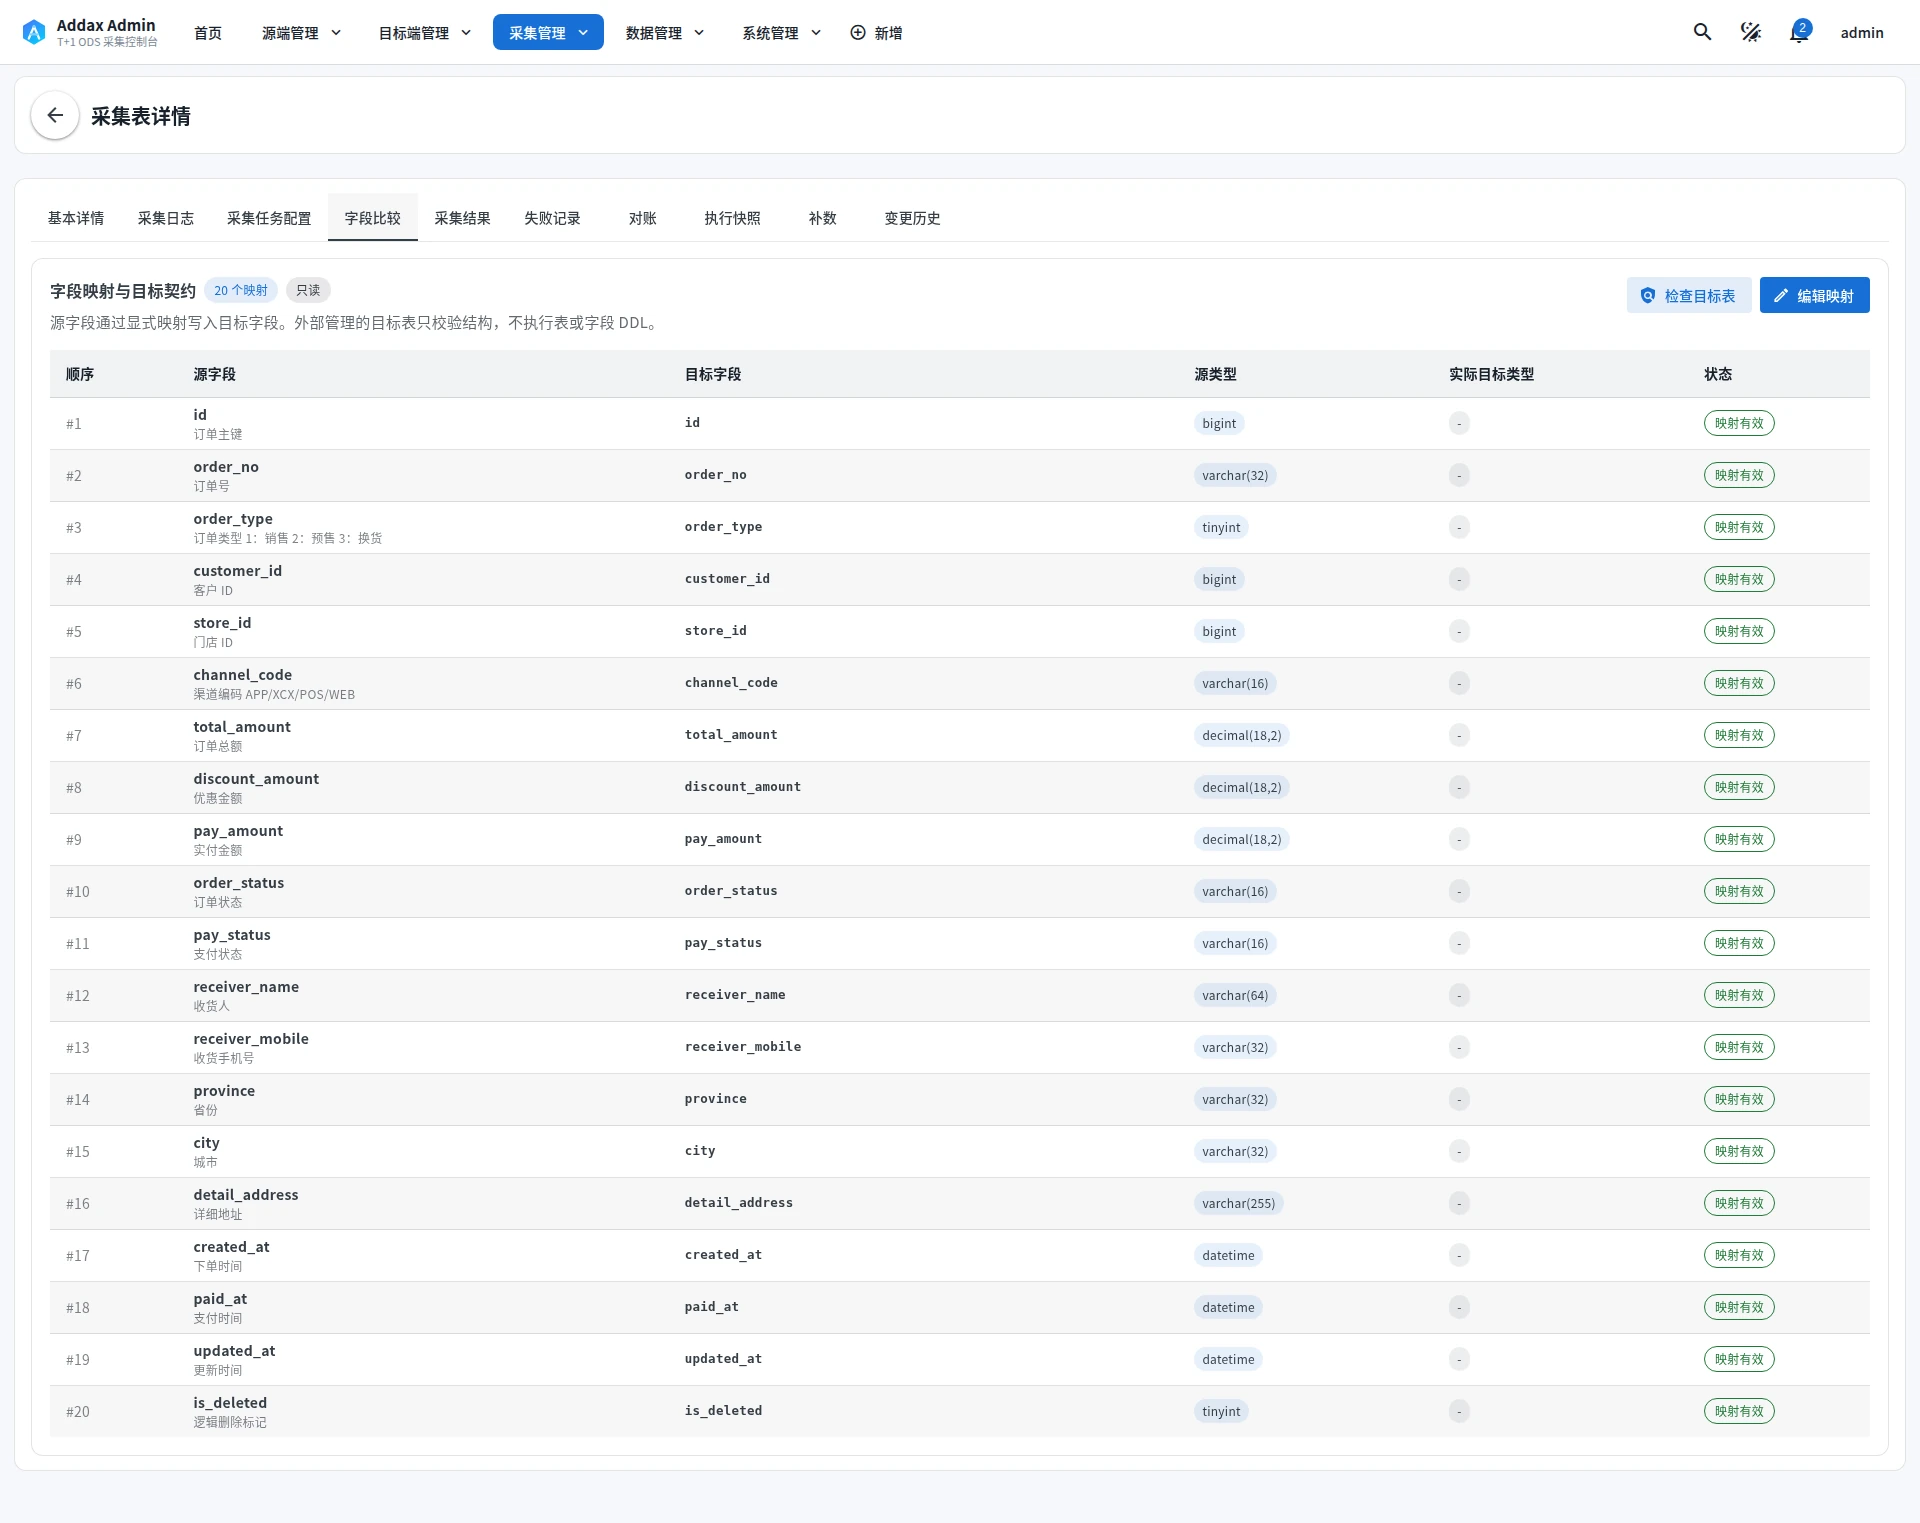 Addax Admin
T+1 ODS 采集控制台
首页
源端管理
目标端管理
采集管理
数据管理
系统管理
新增
2
admin
采集表详情
基本详情 采集日志 采集任务配置 字段比较 采集结果 失败记录 对账 执行快照 补数 变更历史
字段映射与目标契约 20 个映射 只读
检查目标表 编辑映射
源字段通过显式映射写入目标字段。外部管理的目标表只校验结构，不执行表或字段 DDL。
顺序 源字段 目标字段 源类型 实际目标类型 状态
#1 id id bigint - 映射有效
订单主键
#2 order_no order_no varchar(32) - 映射有效
订单号
#3 order_type order_type tinyint - 映射有效
订单类型 1：销售 2：预售 3：换货
#4 customer_id customer_id bigint - 映射有效
客户 ID
#5 store_id store_id bigint - 映射有效
门店 ID
#6 channel_code channel_code varchar(16) - 映射有效
渠道编码 APP/XCX/POS/WEB
#7 total_amount total_amount decimal(18,2) - 映射有效
订单总额
#8 discount_amount discount_amount decimal(18,2) - 映射有效
优惠金额
#9 pay_amount pay_amount decimal(18,2) - 映射有效
实付金额
#10 order_status order_status varchar(16) - 映射有效
订单状态
#11 pay_status pay_status varchar(16) - 映射有效
支付状态
#12 receiver_name receiver_name varchar(64) - 映射有效
收货人
#13 receiver_mobile receiver_mobile varchar(32) - 映射有效
收货手机号
#14 province province varchar(32) - 映射有效
省份
#15 city city varchar(32) - 映射有效
城市
#16 detail_address detail_address varchar(255) - 映射有效
详细地址
#17 created_at created_at datetime - 映射有效
下单时间
#18 paid_at paid_at datetime - 映射有效
支付时间
#19 updated_at updated_at datetime - 映射有效
更新时间
#20 is_deleted is_deleted tinyint - 映射有效
逻辑删除标记